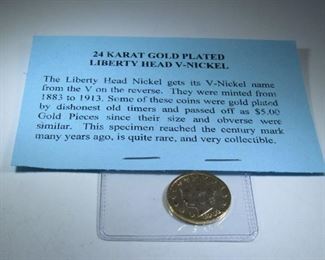 24 KARAT GOLD PLATED
LIBERTY HEAD V-NICKEL
The Liberty Head Nickel gets its V-Nickel name
from the V on the reverse. They were minted from
1883 to 1913. Some of these coins were gold plated
by dishonest old timers and passed off as $5.00
Gold Pieces since their size and obverse were
similar. This specimen reached the century mark
many years ago, is quite rare, and very collectible.